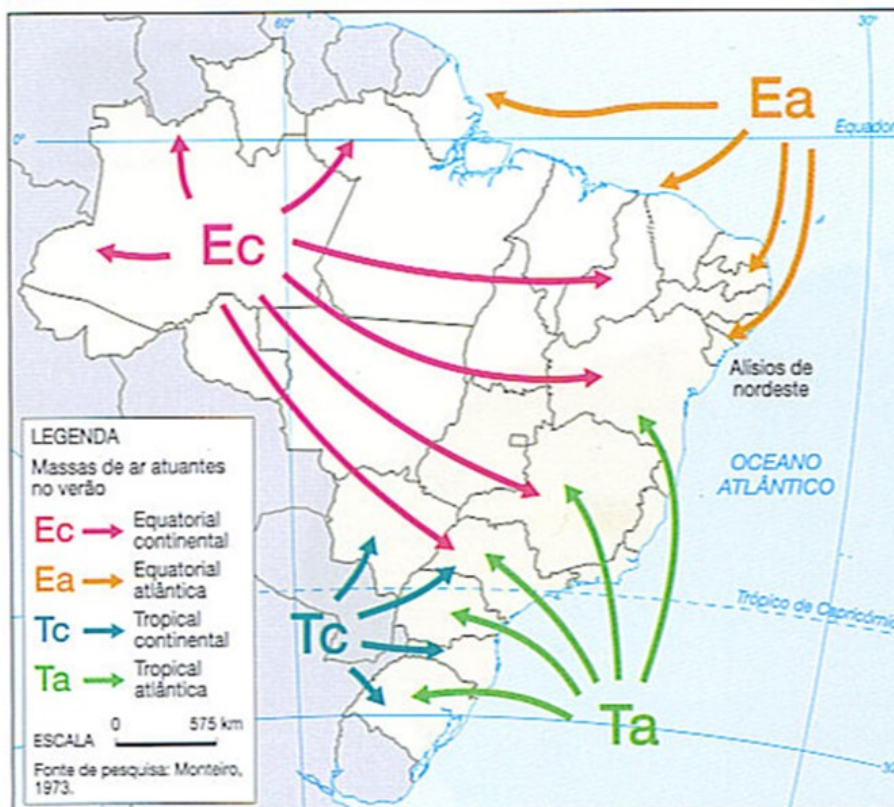 60°
30°
Ea
Equador
0°
Ec
Alísios de
nordeste
OCEANO
ATLÂNTICO
LEGENDA
Massas de ar atuantes
no verão
Ec Equatorial
continental
Ea Equatorial
atlântica
Tc Tropical
continental
Ta Tropical
atlântica
ESCALA 0 575 km
Fonte de pesquisa: Monteiro,
1973.
Tc
Trópico de Capricórnio
Ta